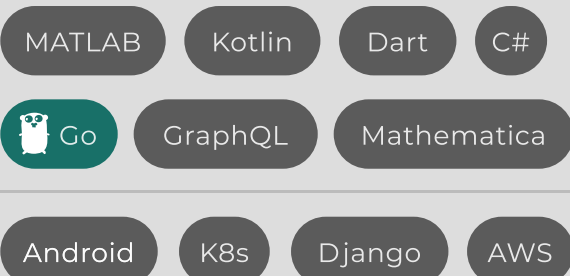 MATLAB Kotlin Dart C#
Go GraphQL Mathematica
Android K8s Django AWS